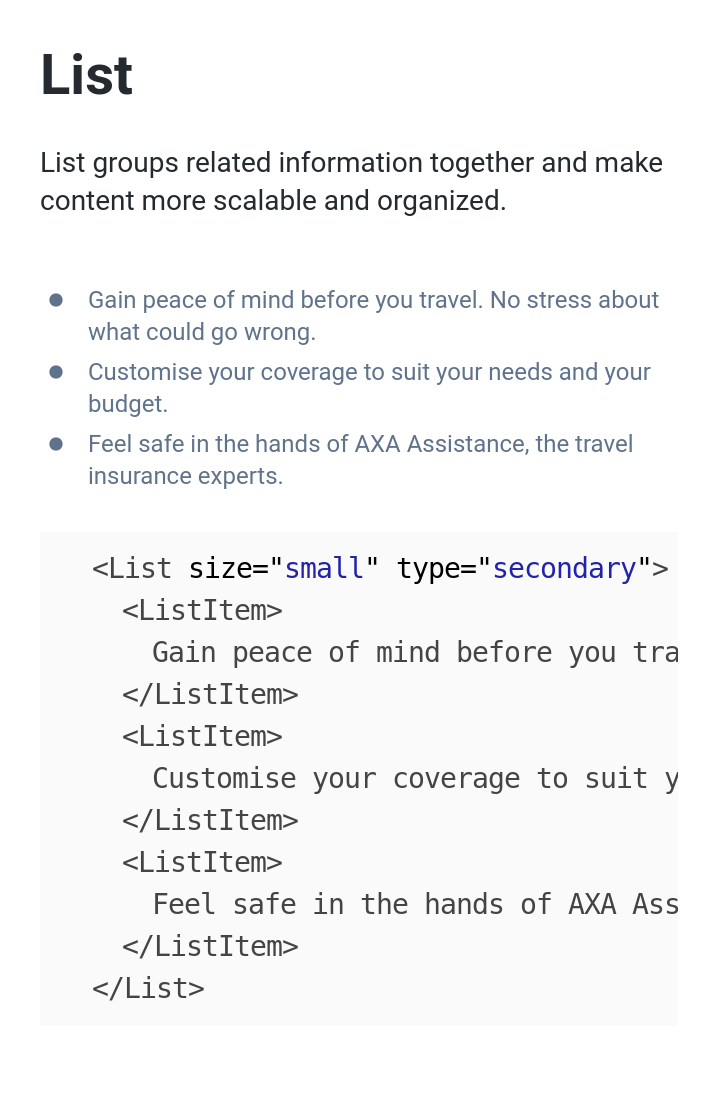 List
List groups related information together and make
content more scalable and organized.
Gain peace of mind before you travel. No stress about
what could go wrong.
Customise your coverage to suit your needs and your
budget.
Feel safe in the hands of AXA Assistance, the travel
insurance experts.
<List size="small" type="secondary">
<ListItem>
Gain peace of mind before you tra
</ListItem>
<ListItem>
Customise your coverage to suit y
</ListItem>
<ListItem>
Feel safe in the hands of AXA Ass
</ListItem>
</List>